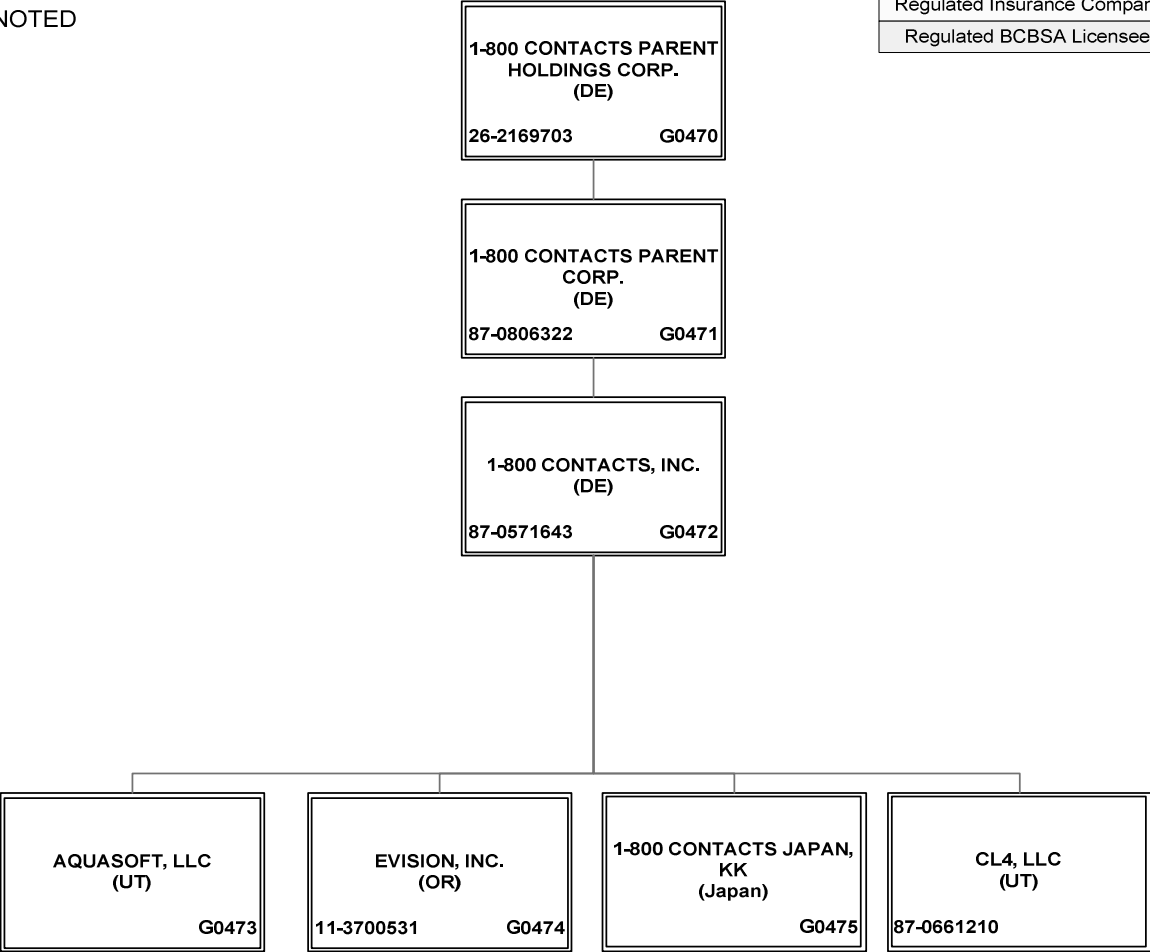 NOTED
Regulated Insurance
Regulated BCBSA Licensee
1-800 CONTACTS PARENT
HOLDINGS CORP.
(DE)
26-2169703 G0470
1-800 CONTACTS PARENT
CORP.
(DE)
87-0806322 G0471
1-800 CONTACTS, INC.
(DE)
87-0571643 G0472
AQUASOFT, LLC
(UT)
G0473
EVISION, INC.
(OR)
11-3700531 G0474
1-800 CONTACTS JAPAN,
KK
(Japan)
G0475
CL4, LLC
(UT)
87-0661210